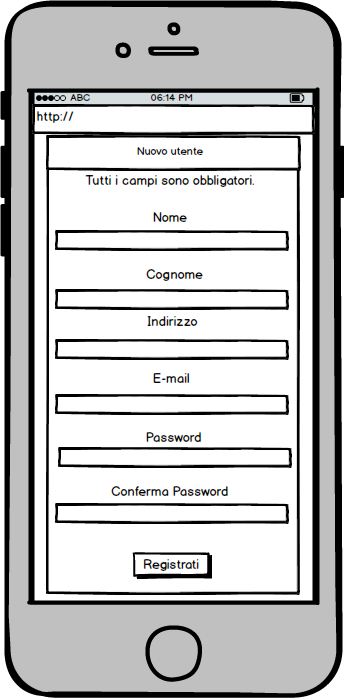 ABC 06:14 PM
http://
Nuovo utente
Tutti i campi sono obbligatori.
Nome
Cognome
Indirizzo
E-mail
Password
Conferma Password
Registrati